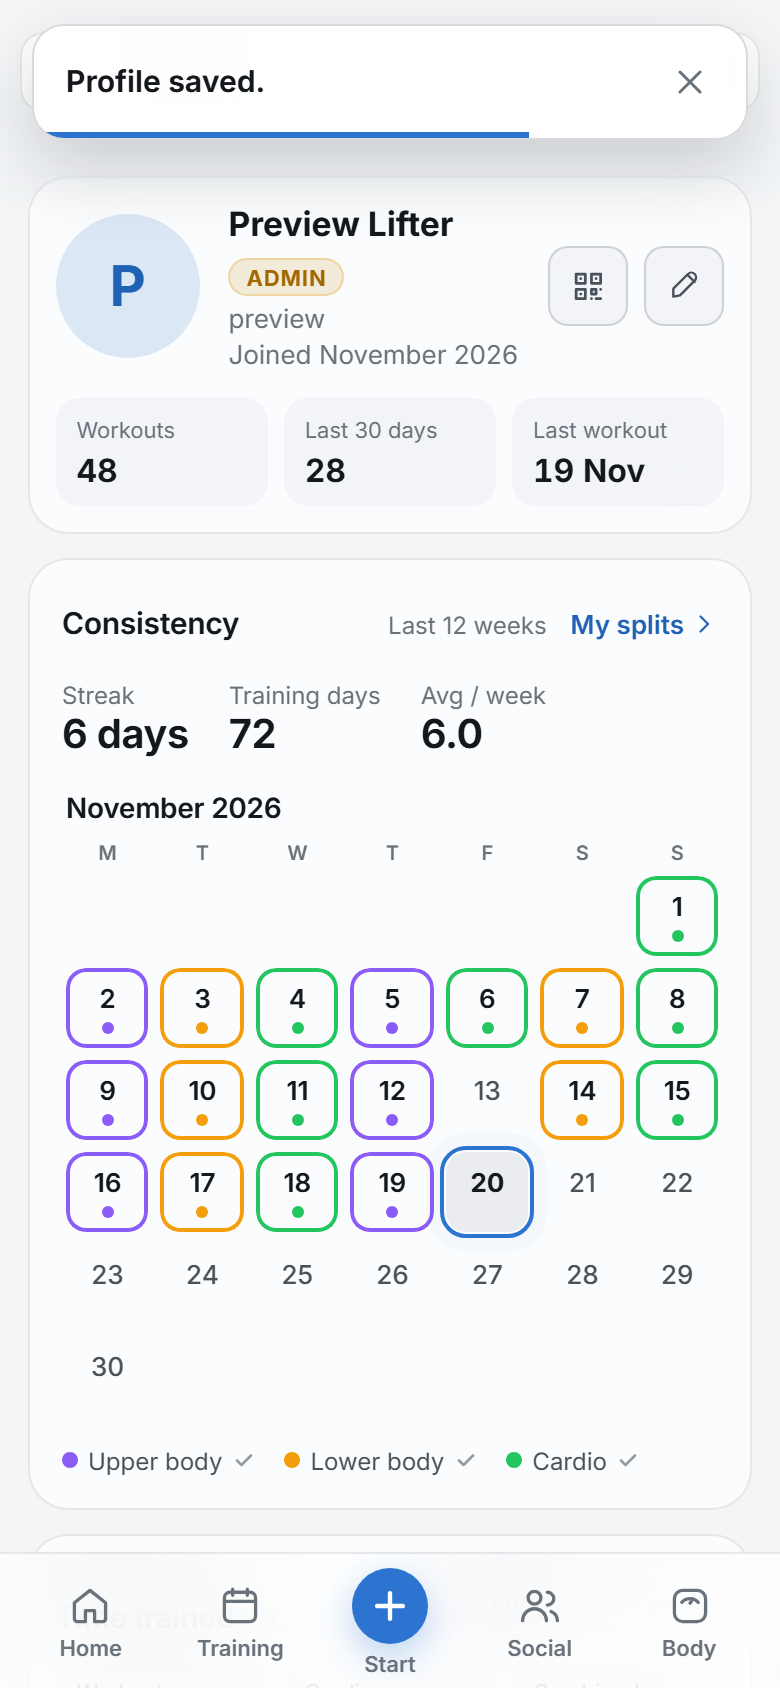 Profile saved.
P
Preview Lifter
ADMIN
preview
Joined November 2026
Workouts
48
Last 30 days
28
Last workout
19 Nov
Consistency
Last 12 weeks
My splits
Streak
6 days
Training days
72
Avg / week
6.0
November 2026
M T W T F S S
1
2 3 4 5 6 7 8
9 10 11 12 13 14 15
16 17 18 19 20 21 22
23 24 25 26 27 28 29
30
Upper body
Lower body
Cardio
Time trained
Home
Training
Start
Social
Body